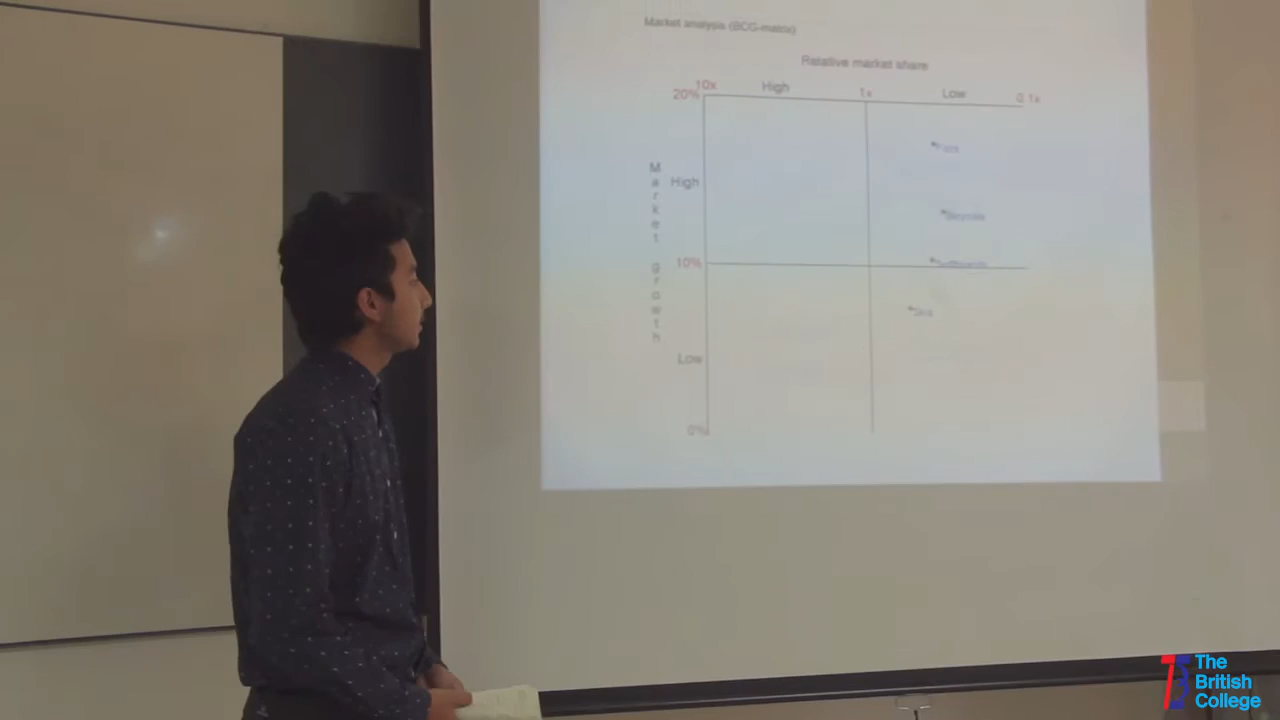 Market analysis (BCG-matrix)
Relative market share
10x High 1x Low 0.1x
20%
Market growth
High
10%
Skis
Low
0%
The
British
College